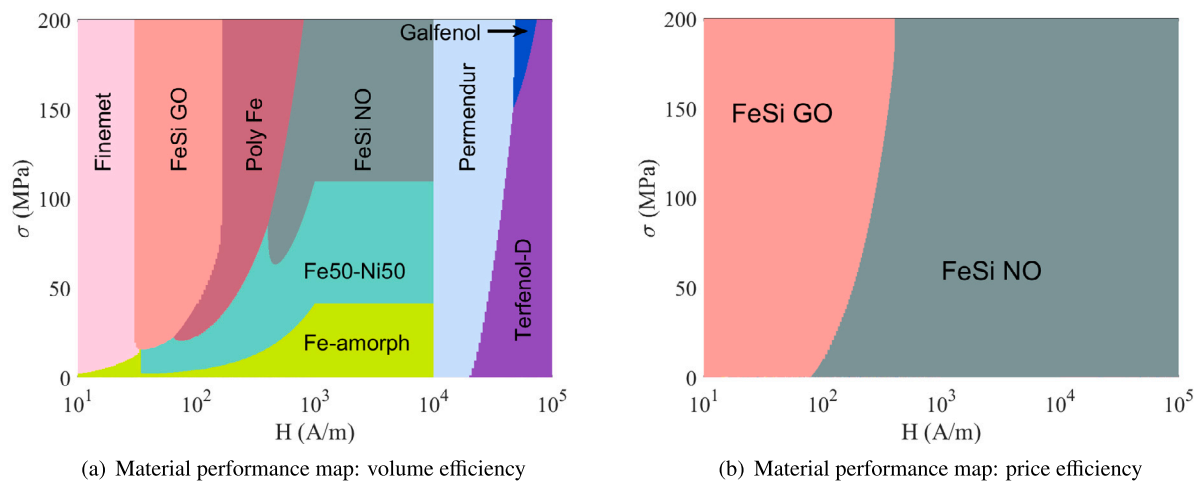 200
150
100
50
0
σ (MPa)
Finemet
FeSi GO
Poly Fe
FeSi NO
Permendur
Galfenol
Terfenol-D
Fe50-Ni50
Fe-amorph
10^1 10^2 10^3 10^4 10^5
H (A/m)
(a) Material performance map: volume efficiency
200
150
100
50
0
σ (MPa)
FeSi GO
FeSi NO
10^1 10^2 10^3 10^4 10^5
H (A/m)
(b) Material performance map: price efficiency